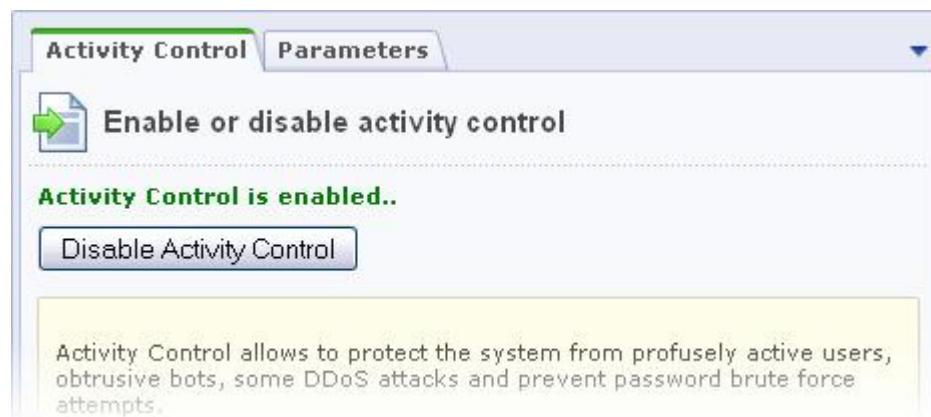 Activity Control Parameters
Enable or disable activity control
Activity Control is enabled..
Disable Activity Control
Activity Control allows to protect the system from profusely active users,
obtrusive bots, some DDoS attacks and prevent password brute force
attempts.